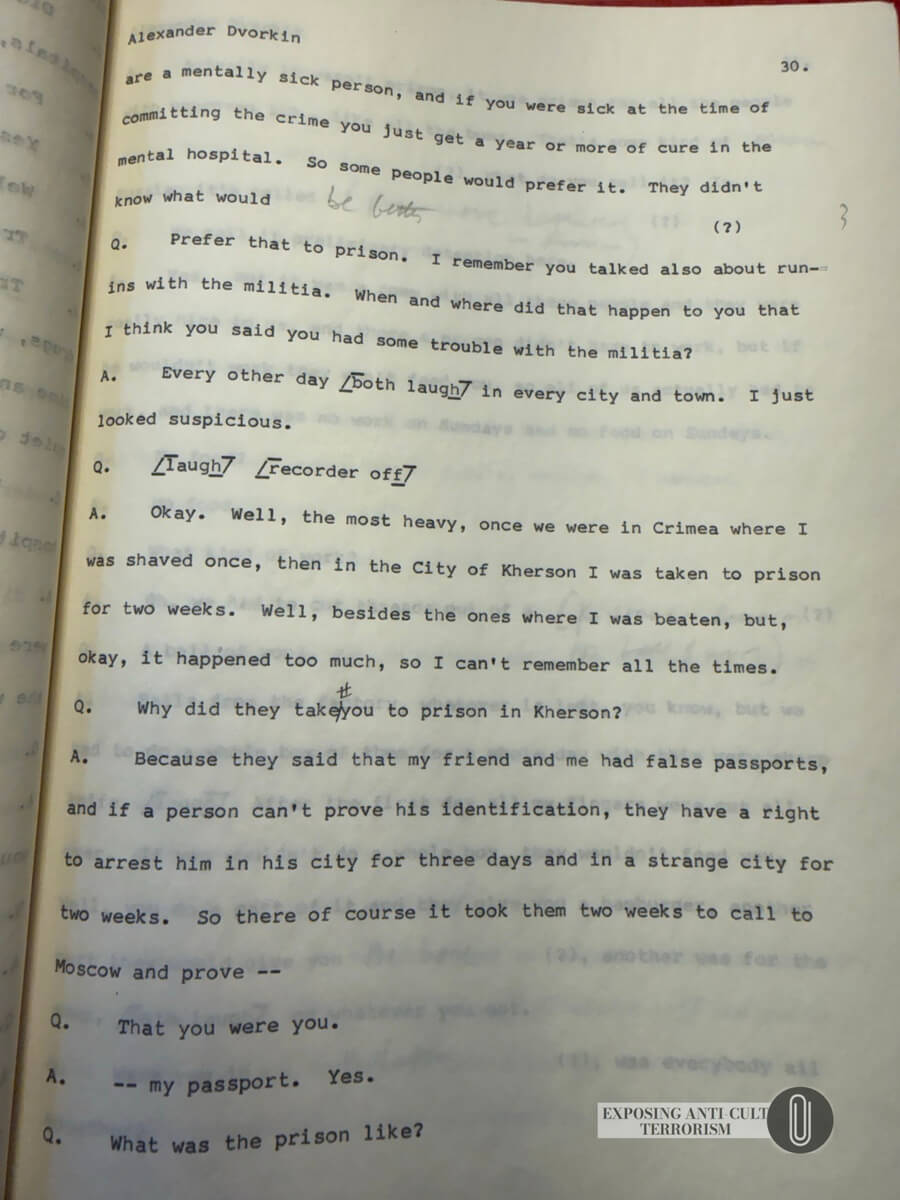 Alexander Dvorkin
30.
are a mentally sick person, and if you were sick at the time of
committing the crime you just get a year or more of cure in the
mental hospital. So some people would prefer it. They didn't
know what would be (?) 3
Q. Prefer that to prison. I remember you talked also about run-
ins with the militia. When and where did that happen to you that
I think you said you had some trouble with the militia?
A. Every other day [both laugh] in every city and town. I just
looked suspicious.
Q. [laugh] [recorder off]
A. Okay. Well, the most heavy, once we were in Crimea where I
was shaved once, then in the City of Kherson I was taken to prison
for two weeks. Well, besides the ones where I was beaten, but,
okay, it happened too much, so I can't remember all the times.
#
Q. Why did they take/you to prison in Kherson?
A. Because they said that my friend and me had false passports,
and if a person can't prove his identification, they have a right
to arrest him in his city for three days and in a strange city for
two weeks. So there of course it took them two weeks to call to
Moscow and prove --
Q. That you were you.
A. -- my passport. Yes.
Q. What was the prison like?
EXPOSING ANTI-CULT
TERRORISM